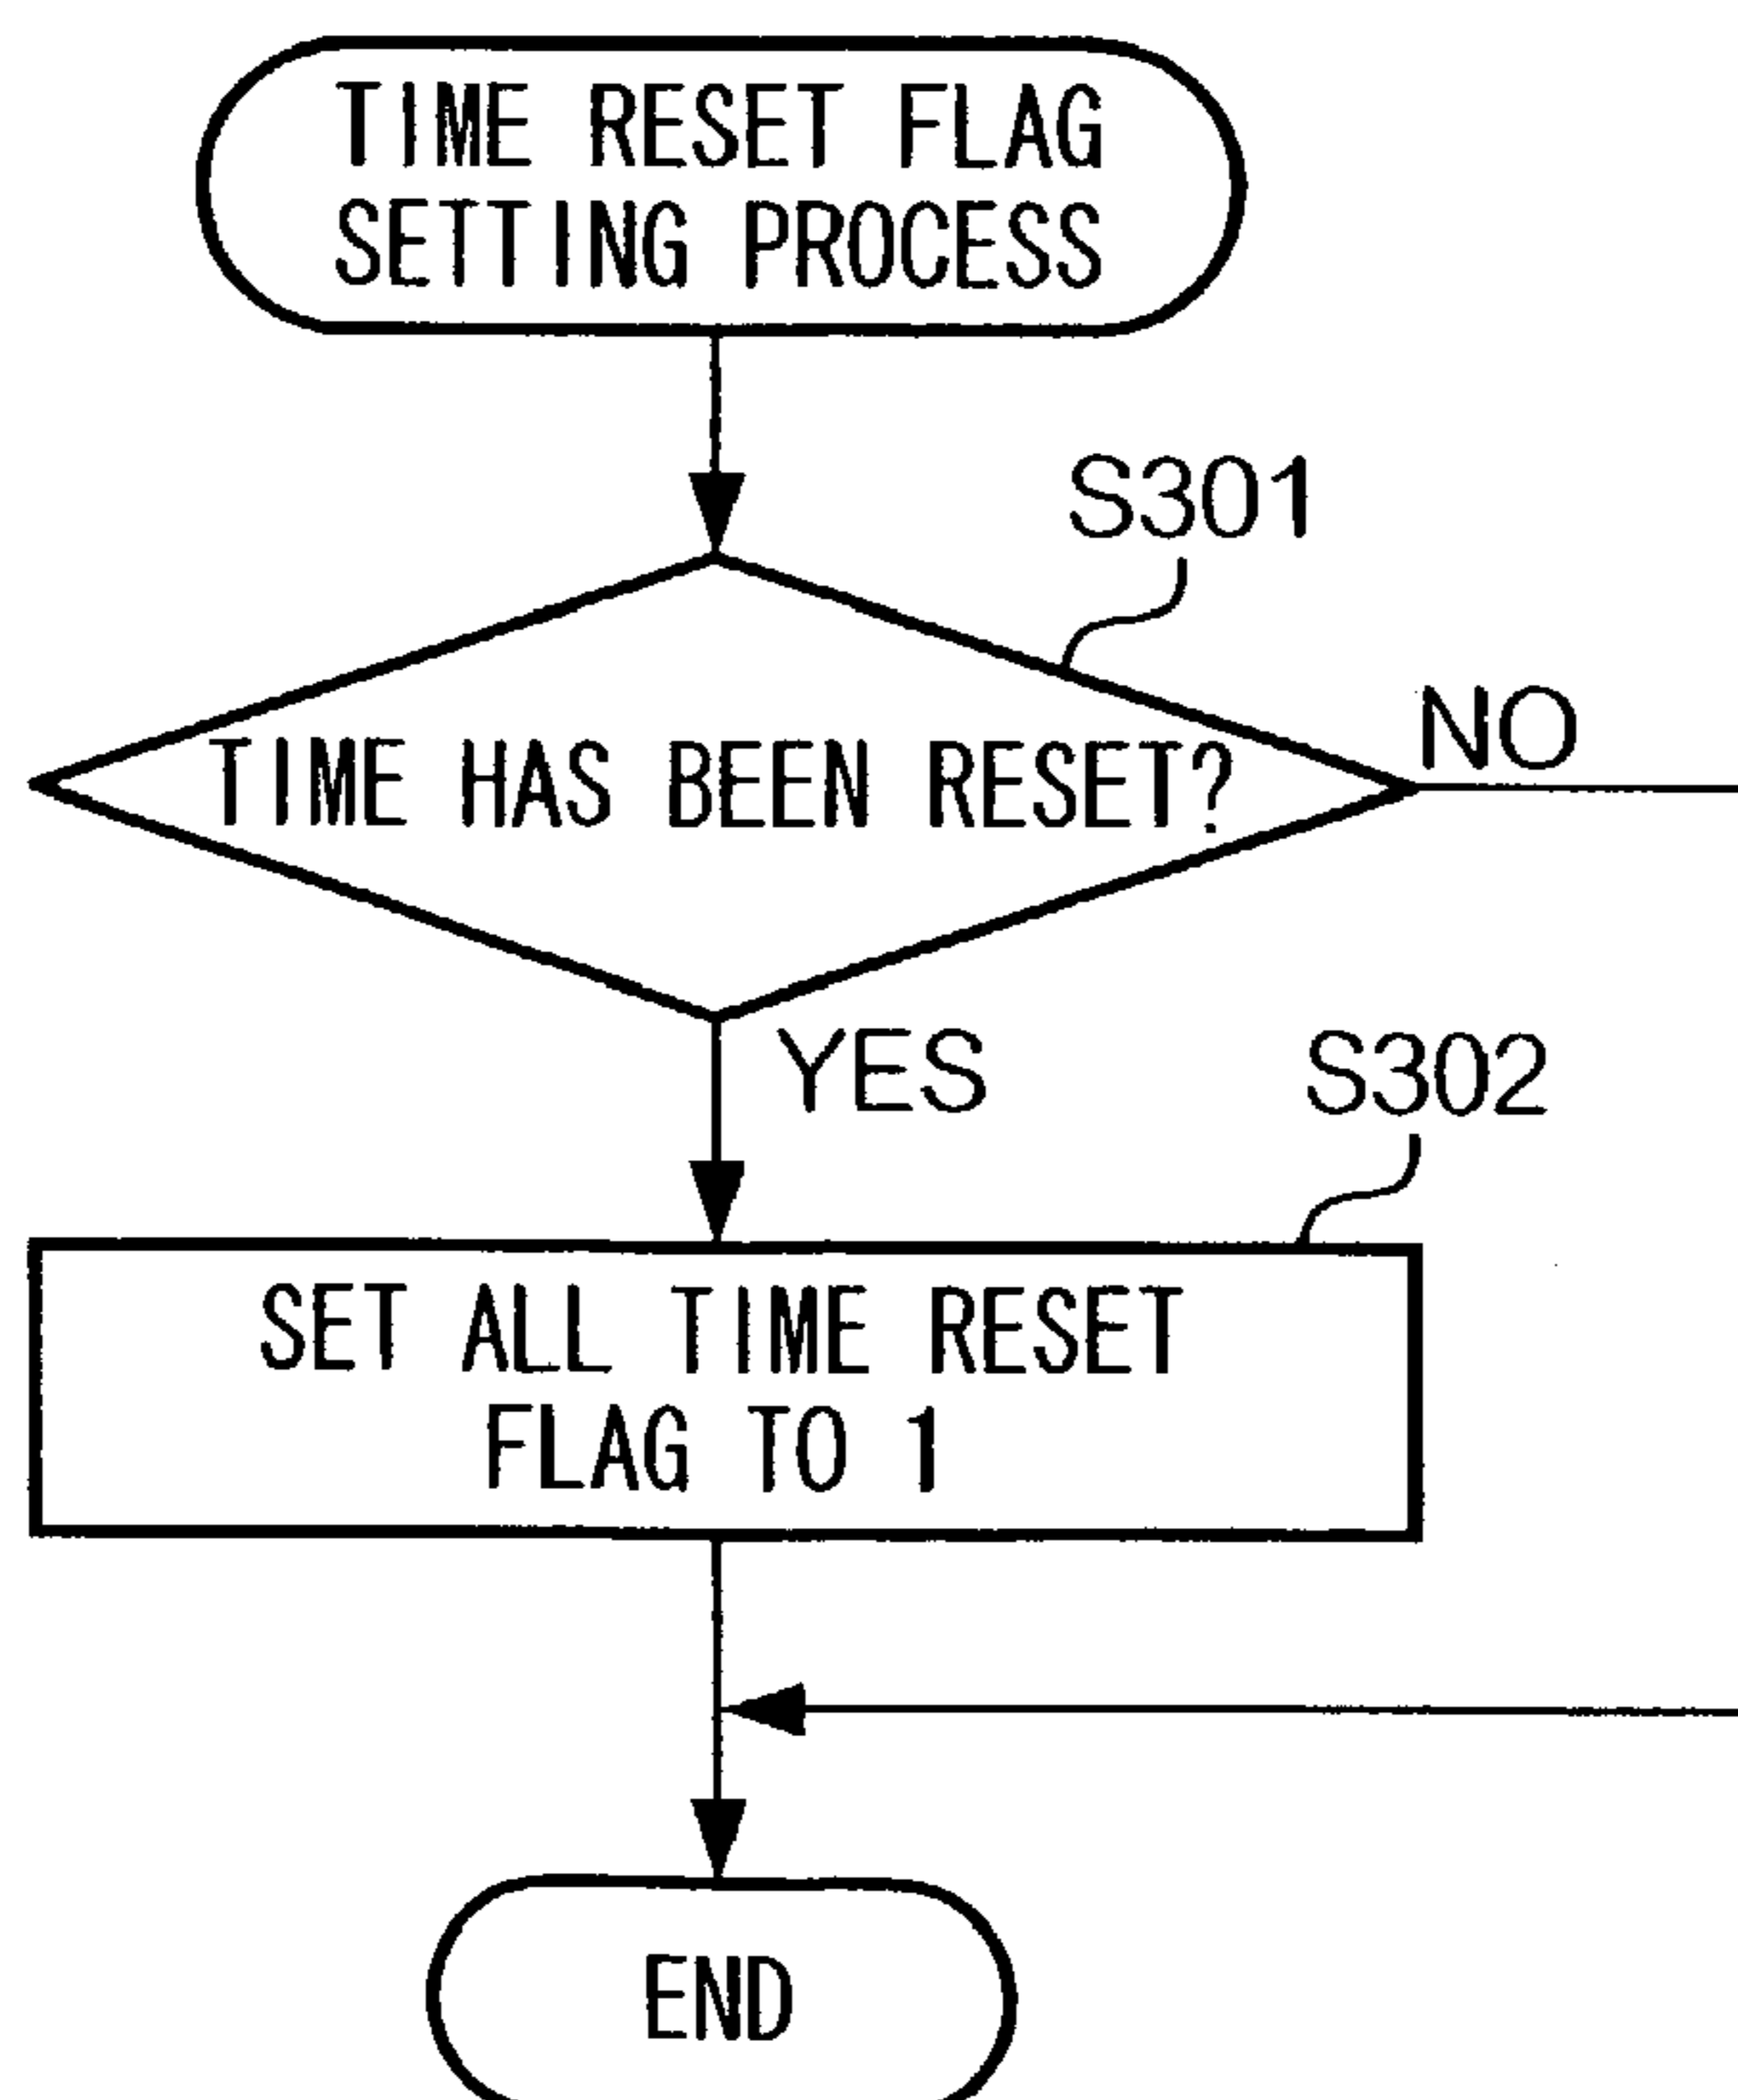 TIME RESET FLAG
SETTING PROCESS
S301
TIME HAS BEEN RESET?
NO
YES
S302
SET ALL TIME RESET
FLAG TO 1
END